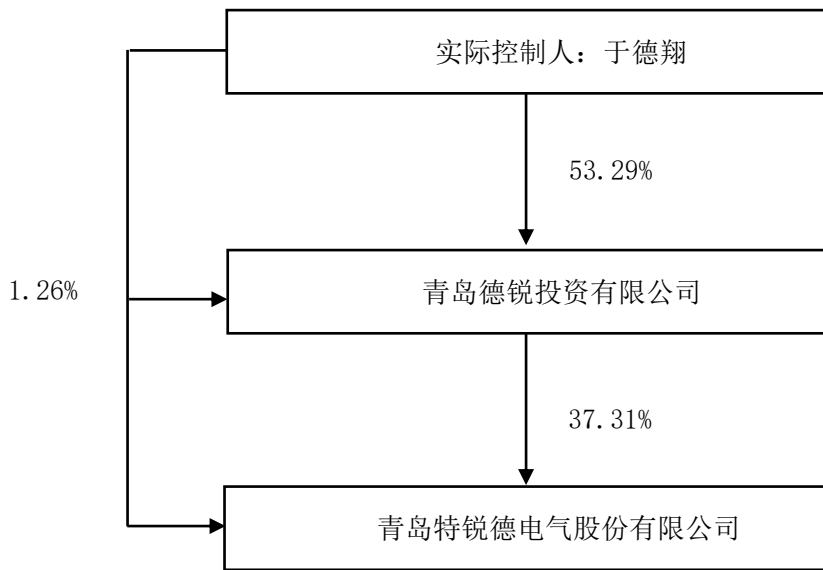 实际控制人：于德翔
53.29%
1.26%
青岛德锐投资有限公司
37.31%
青岛特锐德电气股份有限公司